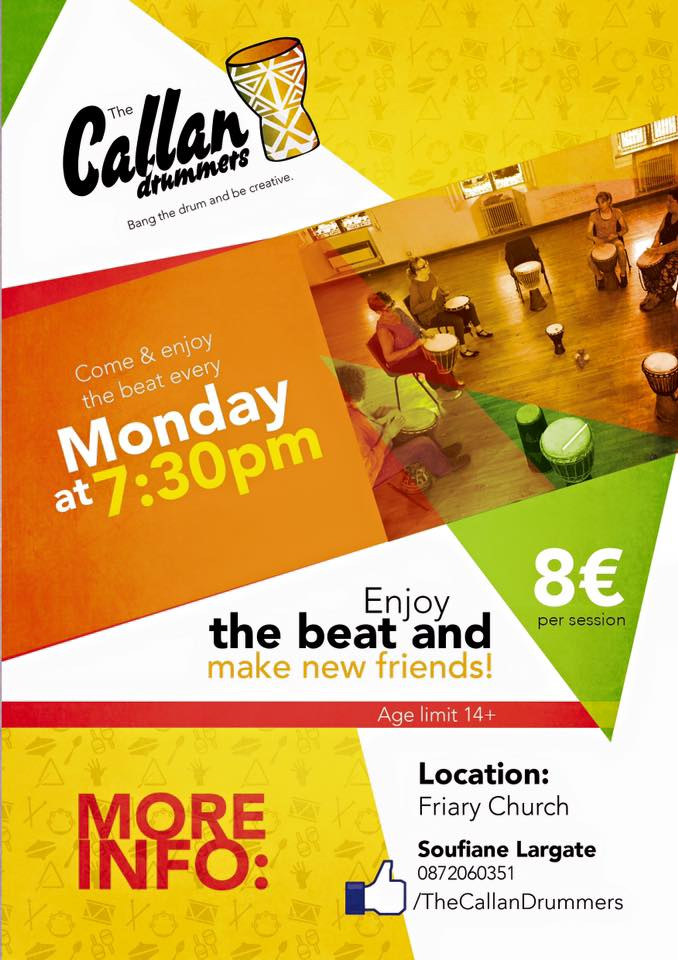 The
Callan
drummers
Bang the drum and be creative.
Come & enjoy
the beat every
Monday
at 7:30pm
8€
per session
Enjoy
the beat and
make new friends!
Age limit 14+
MORE
INFO:
Location:
Friary Church
Soufiane Largate
0872060351
/TheCallanDrummers